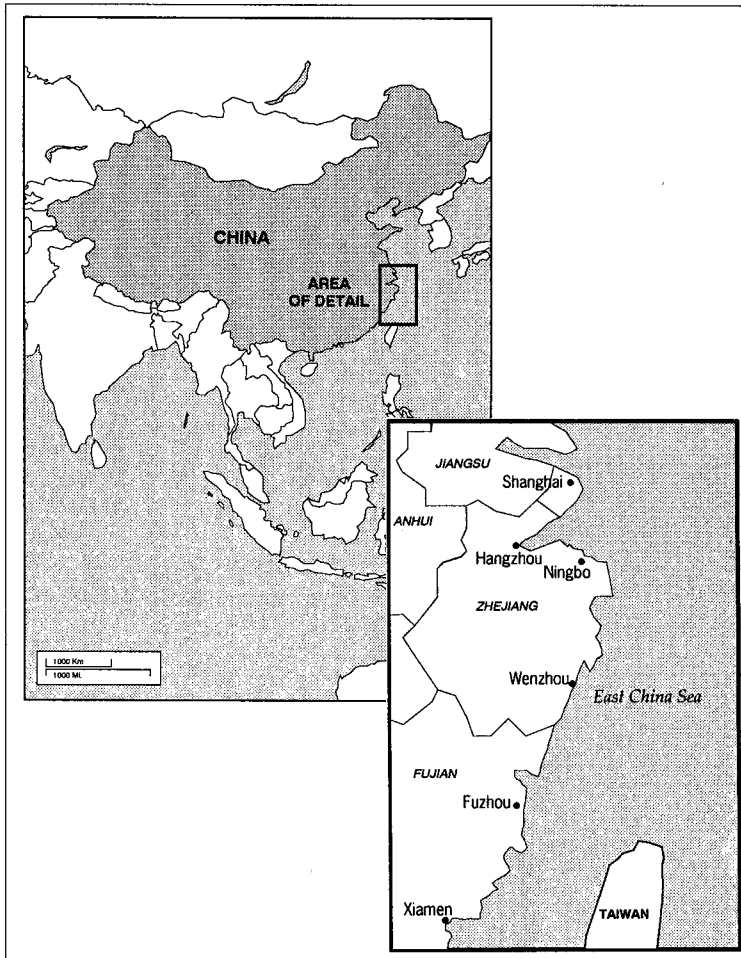 CHINA
AREA
OF DETAIL
1000 Km
1000 Mi.
JIANGSU
Shanghai
ANHUI
Hangzhou
Ningbo
ZHEJIANG
Wenzhou
East China Sea
FUJIAN
Fuzhou
Xiamen
TAIWAN